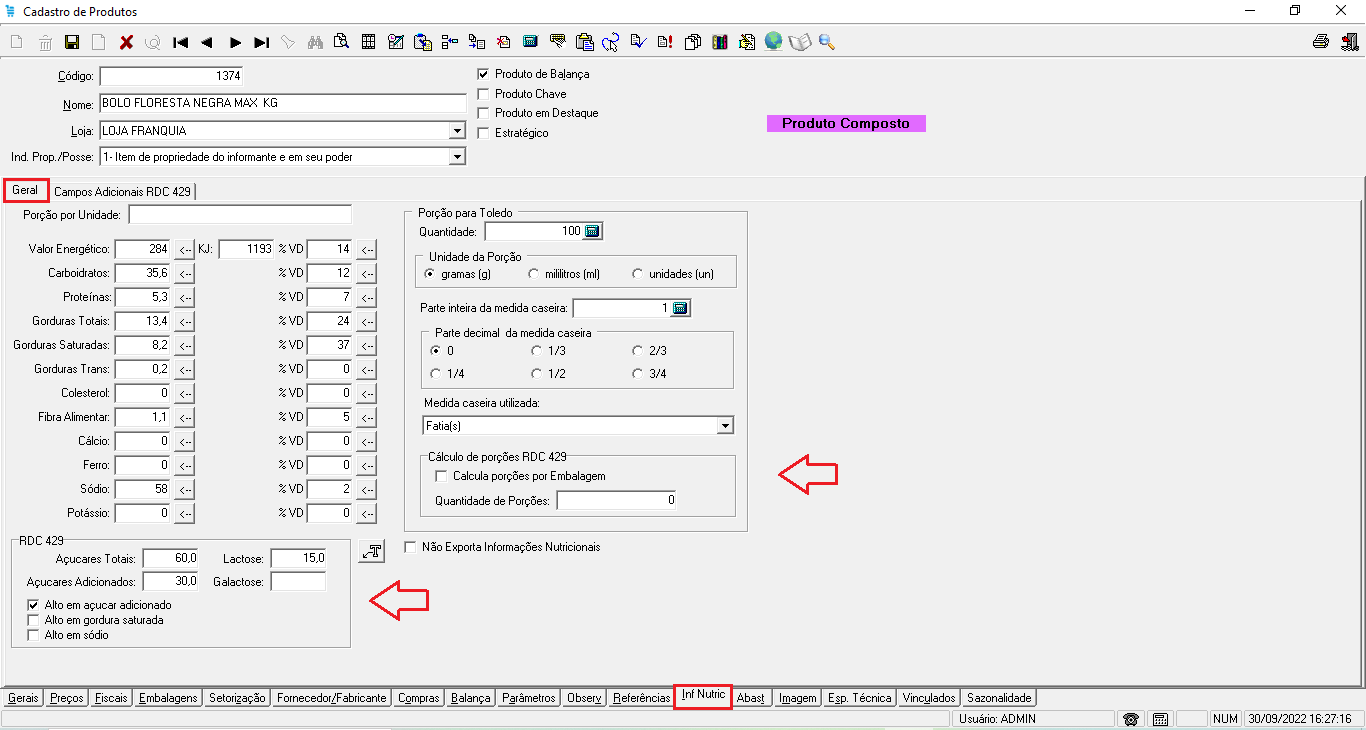 Cadastro de Produtos
Código: 1374
Nome: BOLO FLORESTA NEGRA MAX KG
Loja: LOJA FRANQUIA
Ind. Prop./Posse: 1- Item de propriedade do informante e em seu poder
Produto de Balança
Produto Chave
Produto em Destaque
Estratégico
Produto Composto
Geral Campos Adicionais RDC 429
Porção por Unidade:
Valor Energético: 284 <-- KJ: 1193 % VD 14 <--
Carboidratos: 35,6 <-- % VD 12 <--
Proteínas: 5,3 <-- % VD 7 <--
Gorduras Totais: 13,4 <-- % VD 24 <--
Gorduras Saturadas: 8,2 <-- % VD 37 <--
Gorduras Trans: 0,2 <-- % VD 0 <--
Colesterol: 0 <-- % VD 0 <--
Fibra Alimentar: 1,1 <-- % VD 5 <--
Cálcio: 0 <-- % VD 0 <--
Ferro: 0 <-- % VD 0 <--
Sódio: 58 <-- % VD 2 <--
Potássio: 0 <-- % VD 0 <--
RDC 429
Açucares Totais: 60,0 Lactose: 15,0
Açucares Adicionados: 30,0 Galactose:
Alto em açucar adicionado
Alto em gordura saturada
Alto em sódio
Porção para Toledo
Quantidade: 100
Unidade da Porção
gramas (g) mililitros (ml) unidades (un)
Parte inteira da medida caseira: 1
Parte decimal da medida caseira
0 1/3 2/3
1/4 1/2 3/4
Medida caseira utilizada:
Fatia(s)
Cálculo de porções RDC 429
Calcula porções por Embalagem
Quantidade de Porções: 0
Não Exporta Informações Nutricionais
Gerais Preços Fiscais Embalagens Setorização Fornecedor/Fabricante Compras Balança Parâmetros Observ Referências Inf Nutric Abast Imagem Esp. Técnica Vinculados Sazonalidade
Usuário: ADMIN NUM 30/09/2022 16:27:16